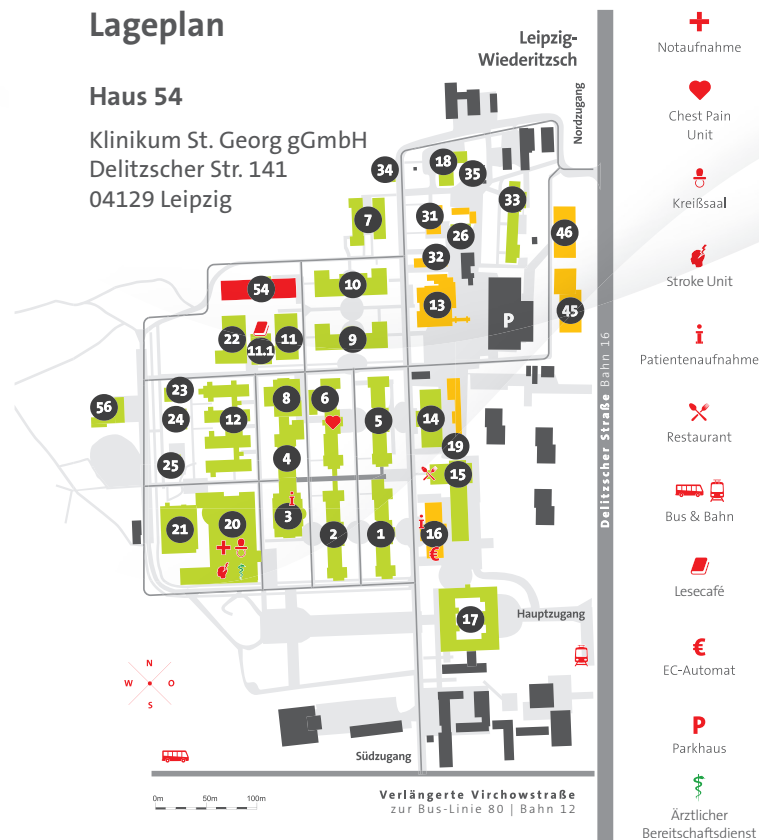 Lageplan
Haus 54
Klinikum St. Georg gGmbH
Delitzscher Str. 141
04129 Leipzig
Leipzig-
Wiederitzsch
Nordzugang
34
18
35
33
7
31
26
46
32
54
10
13
45
P
22
11.1
11
9
23
8
6
56
24
12
5
14
19
25
4
15
3
21
20
2
1
16
€
17
Hauptzugang
Delitzscher Straße Bahn 16
N
W
O
S
Südzugang
Verlängerte Virchowstraße
zur Bus-Linie 80 | Bahn 12
0m 50m 100m
Notaufnahme
Chest Pain
Unit
Kreißsaal
Stroke Unit
i
Patientenaufnahme
Restaurant
Bus & Bahn
Lesecafé
€
EC-Automat
P
Parkhaus
Ärztlicher
Bereitschaftsdienst